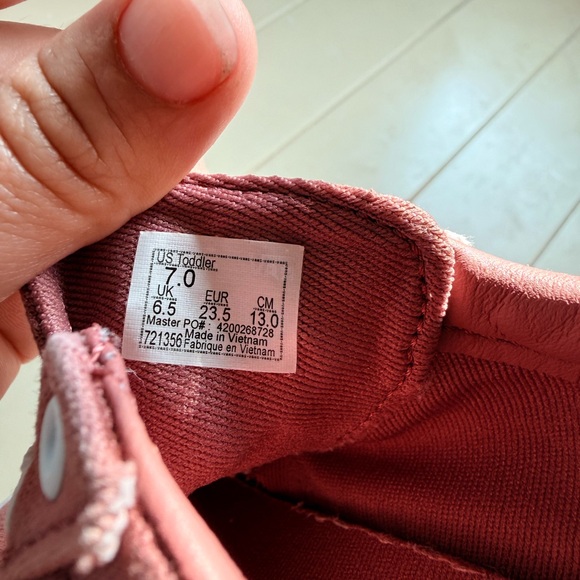 US Toddler
7.0
UK EUR CM
6.5 23.5 13.0
Master PO#: 4200268728
Made in Vietnam
721356 Fabrique en Vietnam